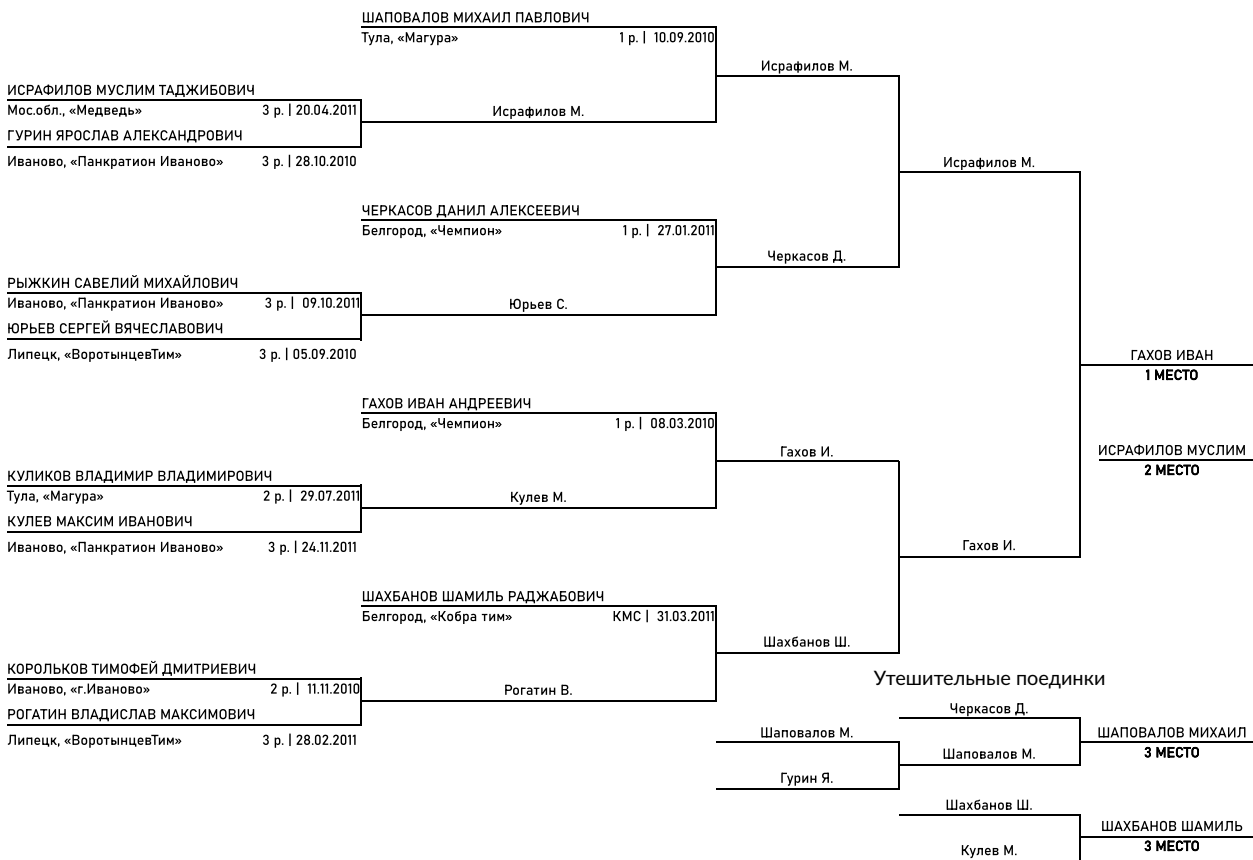 ШАПОВАЛОВ МИХАИЛ ПАВЛОВИЧ
Тула, «Магура» 1 р. | 10.09.2010
Исрафилов М.
ИСРАФИЛОВ МУСЛИМ ТАДЖИБОВИЧ
Мос.обл., «Медведь» 3 р. | 20.04.2011
Исрафилов М.
ГУРИН ЯРОСЛАВ АЛЕКСАНДРОВИЧ
Иваново, «Панкратион Иваново» 3 р. | 28.10.2010
Исрафилов М.
ЧЕРКАСОВ ДАНИЛ АЛЕКСЕЕВИЧ
Белгород, «Чемпион» 1 р. | 27.01.2011
Черкасов Д.
РЫЖКИН САВЕЛИЙ МИХАЙЛОВИЧ
Иваново, «Панкратион Иваново» 3 р. | 09.10.2011
Юрьев С.
ЮРЬЕВ СЕРГЕЙ ВЯЧЕСЛАВОВИЧ
Липецк, «ВоротынцевТим» 3 р. | 05.09.2010
ГАХОВ ИВАН
1 МЕСТО
ГАХОВ ИВАН АНДРЕЕВИЧ
Белгород, «Чемпион» 1 р. | 08.03.2010
Гахов И.
ИСРАФИЛОВ МУСЛИМ
2 МЕСТО
КУЛИКОВ ВЛАДИМИР ВЛАДИМИРОВИЧ
Тула, «Магура» 2 р. | 29.07.2011
Кулев М.
КУЛЕВ МАКСИМ ИВАНОВИЧ
Иваново, «Панкратион Иваново» 3 р. | 24.11.2011
Гахов И.
ШАХБАНОВ ШАМИЛЬ РАДЖАБОВИЧ
Белгород, «Кобра тим» КМС | 31.03.2011
Шахбанов Ш.
КОРОЛЬКОВ ТИМОФЕЙ ДМИТРИЕВИЧ
Иваново, «г.Иваново» 2 р. | 11.11.2010
Рогатин В.
РОГАТИН ВЛАДИСЛАВ МАКСИМОВИЧ
Липецк, «ВоротынцевТим» 3 р. | 28.02.2011
Утешительные поединки
Черкасов Д.
Шаповалов М.
ШАПОВАЛОВ МИХАИЛ
3 МЕСТО
Шаповалов М.
Гурин Я.
Шахбанов Ш.
ШАХБАНОВ ШАМИЛЬ
3 МЕСТО
Кулев М.